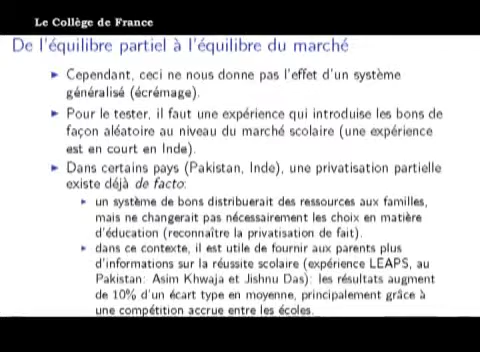 Le Collège de France
De l'équilibre partiel à l'équilibre du marché
Cependant, ceci ne nous donne pas l'effet d'un système
généralisé (écrémage).
Pour le tester, il faut une expérience qui introduise les bons de
façon aléatoire au niveau du marché scolaire (une expérience
est en court en Inde).
Dans certains pays (Pakistan, Inde), une privatisation partielle
existe déjà de facto:
un système de bons distribuerait des ressources aux familles,
mais ne changerait pas nécessairement les choix en matière
d'éducation (reconnaître la privatisation de fait).
dans ce contexte, il est utile de fournir aux parents plus
d'informations sur la réussite scolaire (expérience LEAPS, au
Pakistan: Asim Khwaja et Jishnu Das): les résultats augment
de 10% d'un écart type en moyenne, principalement grâce à
une compétition accrue entre les écoles.